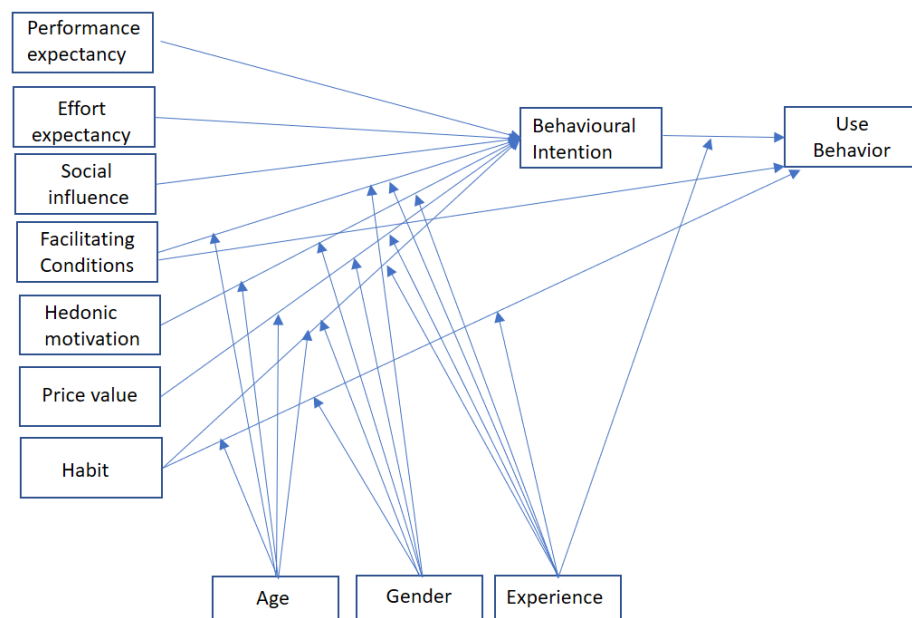 Performance
expectancy
Effort
expectancy
Social
influence
Facilitating
Conditions
Hedonic
motivation
Price value
Habit
Behavioural
Intention
Use
Behavior
Age
Gender
Experience